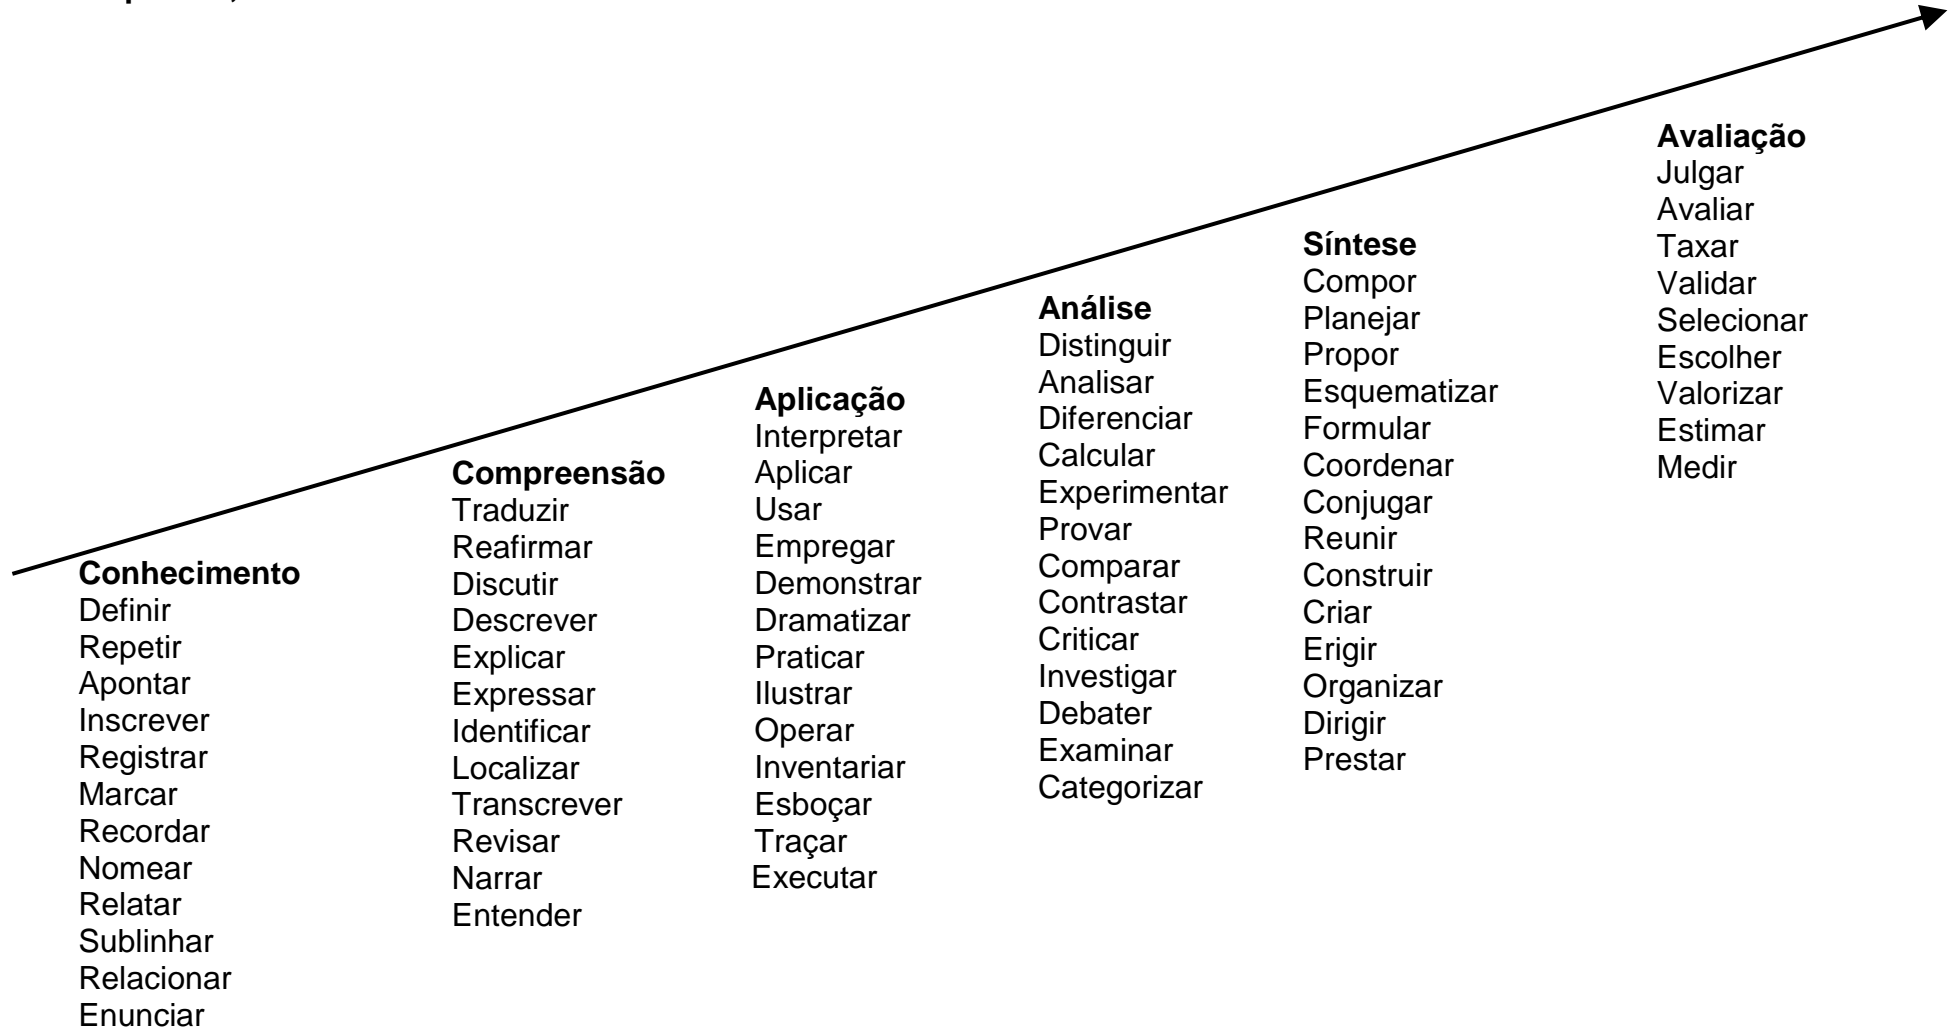 Conhecimento
Definir
Repetir
Apontar
Inscrever
Registrar
Marcar
Recordar
Nomear
Relatar
Sublinhar
Relacionar
Enunciar
Compreensão
Traduzir
Reafirmar
Discutir
Descrever
Explicar
Expressar
Identificar
Localizar
Transcrever
Revisar
Narrar
Entender
Aplicação
Interpretar
Aplicar
Usar
Empregar
Demonstrar
Dramatizar
Praticar
Ilustrar
Operar
Inventariar
Esboçar
Traçar
Executar
Análise
Distinguir
Analisar
Diferenciar
Calcular
Experimentar
Provar
Comparar
Contrastar
Criticar
Investigar
Debater
Examinar
Categorizar
Síntese
Compor
Planejar
Propor
Esquematizar
Formular
Coordenar
Conjugar
Reunir
Construir
Criar
Erigir
Organizar
Dirigir
Prestar
Avaliação
Julgar
Avaliar
Taxar
Validar
Selecionar
Escolher
Valorizar
Estimar
Medir